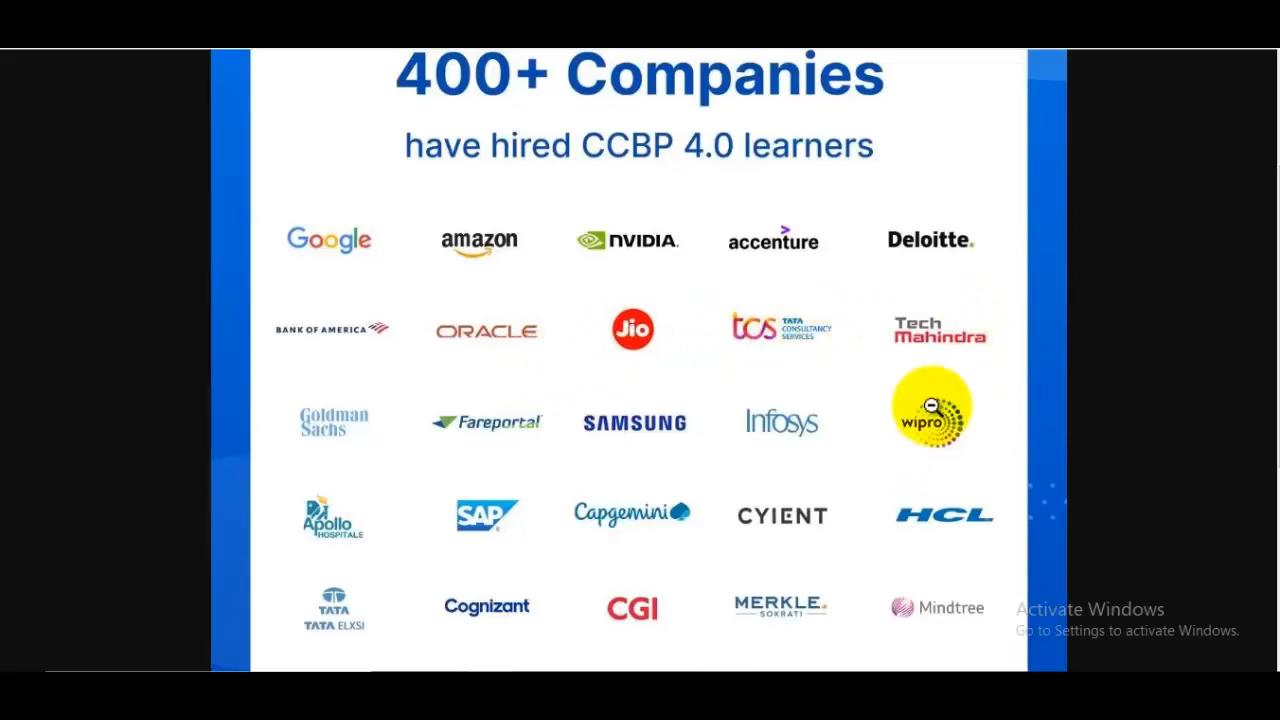 400+ Companies
have hired CCBP 4.0 learners
Google
amazon
NVIDIA.
accenture
Deloitte.
BANK OF AMERICA
ORACLE
Jio
tcs TATA
CONSULTANCY
SERVICES
Tech
Mahindra
Goldman
Sachs
Fareportal
SAMSUNG
Infosys
wipro
Apollo
HOSPITALE
SAP
Capgemini
CYIENT
HCL
TATA
TATA ELXSI
Cognizant
CGI
MERKLE.
SOKRATI
Mindtree
Activate Windows
Go to Settings to activate Windows.